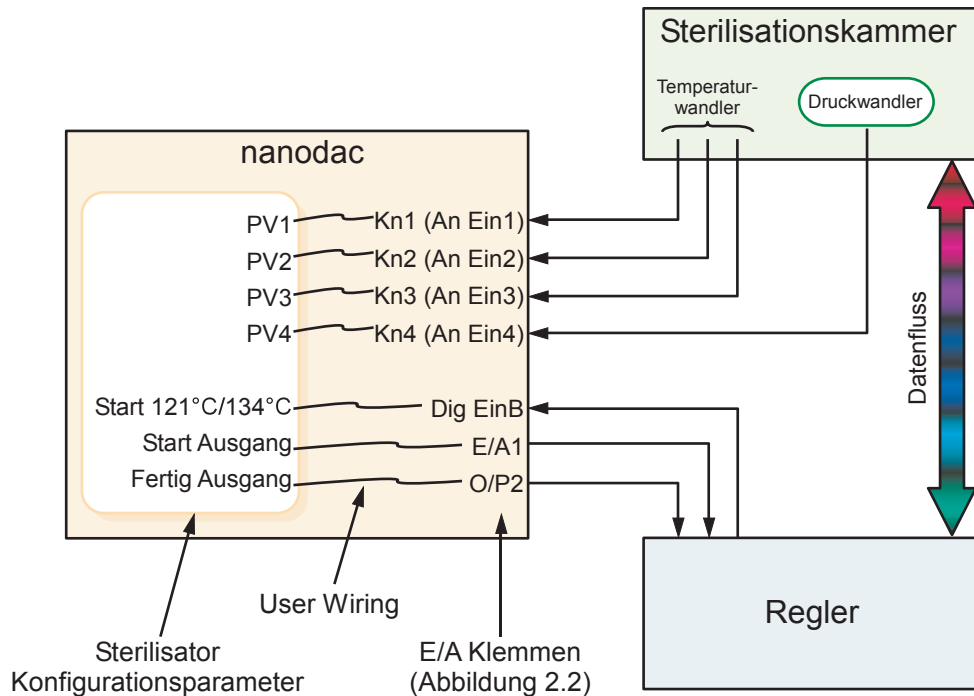 Sterilisationskammer
Temperatur-
wandler
Druckwandler
nanodac
PV1 Kn1 (An Ein1)
PV2 Kn2 (An Ein2)
PV3 Kn3 (An Ein3)
PV4 Kn4 (An Ein4)
Start 121°C/134°C Dig EinB
Start Ausgang E/A1
Fertig Ausgang O/P2
Datenfluss
Regler
User Wiring
Sterilisator
Konfigurationsparameter
E/A Klemmen
(Abbildung 2.2)